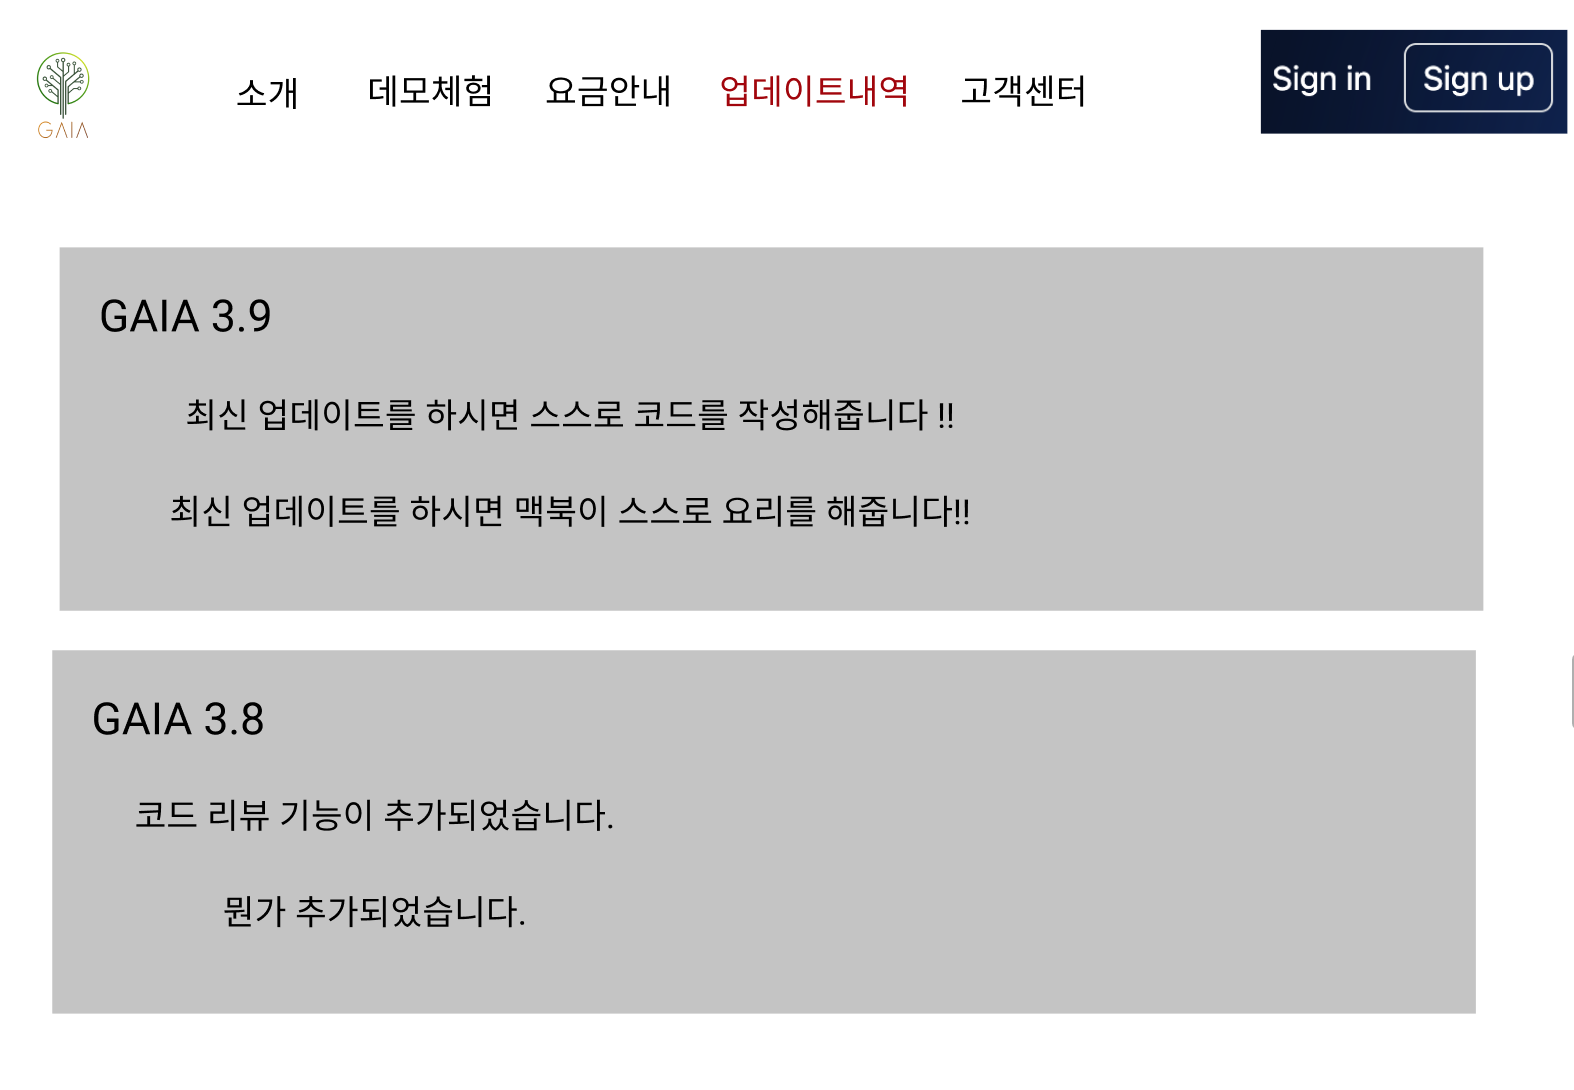 GAIA
소개
데모체험
요금안내
업데이트내역
고객센터
Sign in
Sign up
GAIA 3.9
최신 업데이트를 하시면 스스로 코드를 작성해줍니다 !!
최신 업데이트를 하시면 맥북이 스스로 요리를 해줍니다!!
GAIA 3.8
코드 리뷰 기능이 추가되었습니다.
뭔가 추가되었습니다.